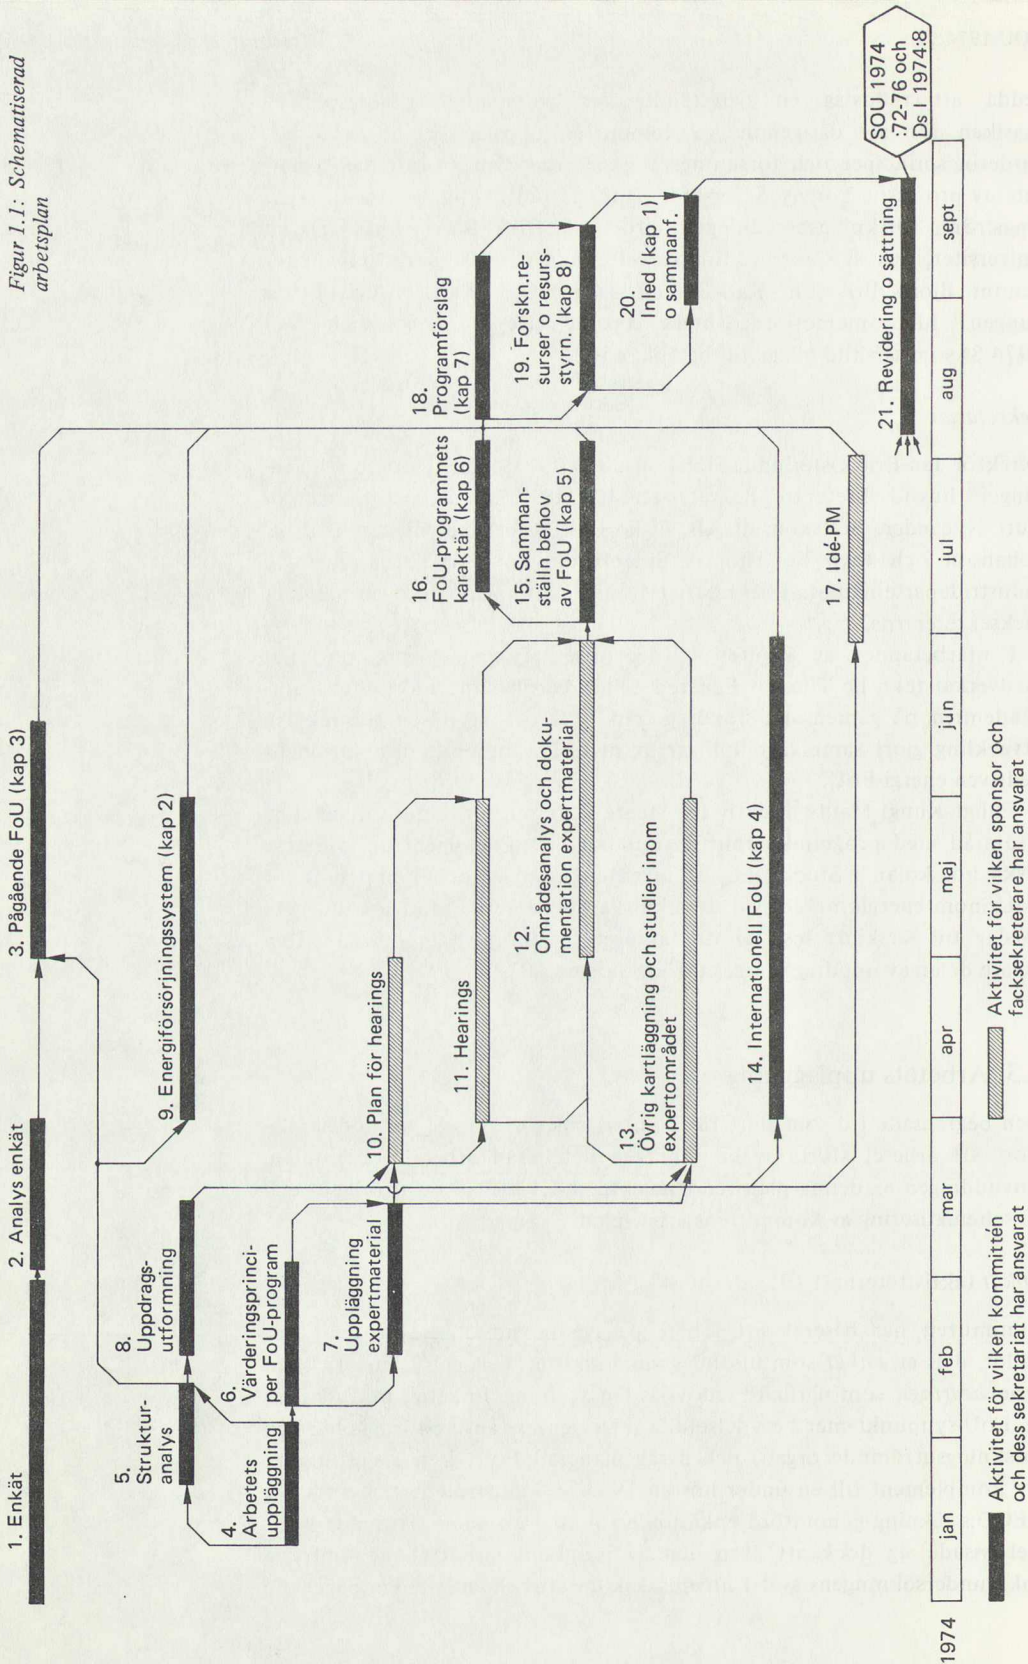 Figur 1.1: Schematiserad
arbetsplan
1. Enkät
2. Analys enkät
3. Pågående FoU (kap 3)
5.
Struktur-
analys
8.
Uppdrags-
utformning
9. Energiförsörjningssystem (kap 2)
4.
Arbetets
uppläggning
6.
Värderingsprinci-
per FoU-program
7.
Uppläggning
expertmaterial
10. Plan för hearings
11. Hearings
12.
Områdesanalys och doku-
mentation expertmaterial
13.
Övrig kartläggning och studier inom
expertområdet
14. Internationell FoU (kap 4)
15. Samman-
ställn behov
av FoU (kap 5)
16.
FoU-programmets
karaktär (kap 6)
17. Idé-PM
18.
Programförslag
(kap 7)
19. Forskn.re-
surser o resurs-
styrn. (kap 8)
20.
Inled (kap 1)
o sammanf.
21. Revidering o sättning
SOU 1974
:72-76 och
Ds I 1974:8
1974 jan feb mar apr maj jun jul aug sept
Aktivitet för vilken kommittén
och dess sekretariat har ansvarat
Aktivitet för vilken sponsor och
facksekreterare har ansvarat